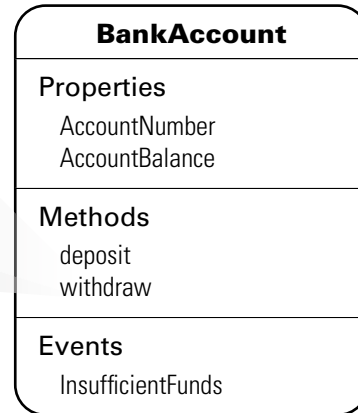 BankAccount
Properties
AccountNumber
AccountBalance
Methods
deposit
withdraw
Events
InsufficientFunds